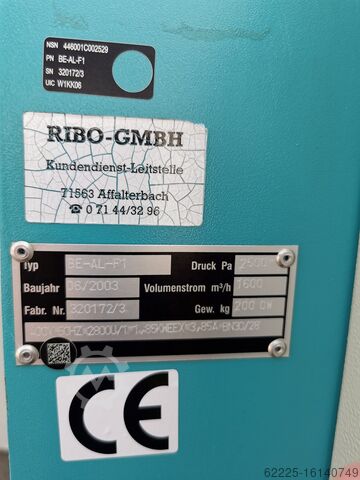 NSN 446001C002529
PN BE-AL-F1
SN 320172/3
UIC W1KK06
RIBO-GMBH
Kundendienst-Leitstelle
71563 Affalterbach
☎ 0 71 44/32 96
Typ BE-AL-F1 Druck Pa
Baujahr 06/2003 Volumenstrom m³/h 1600
Fabr. Nr. 320172/3 Gew. kg 200
CE
62225-16140749